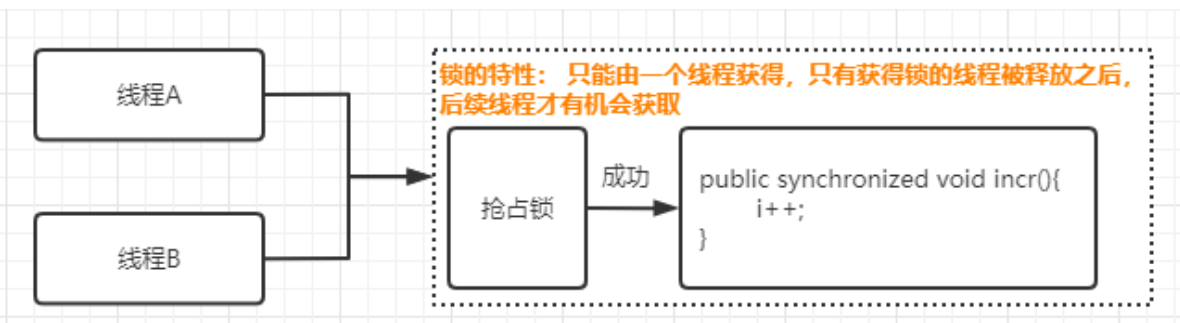 线程A
线程B
锁的特性： 只能由一个线程获得，只有获得锁的线程被释放之后，
后续线程才有机会获取
抢占锁
成功
public synchronized void incr(){
i++;
}